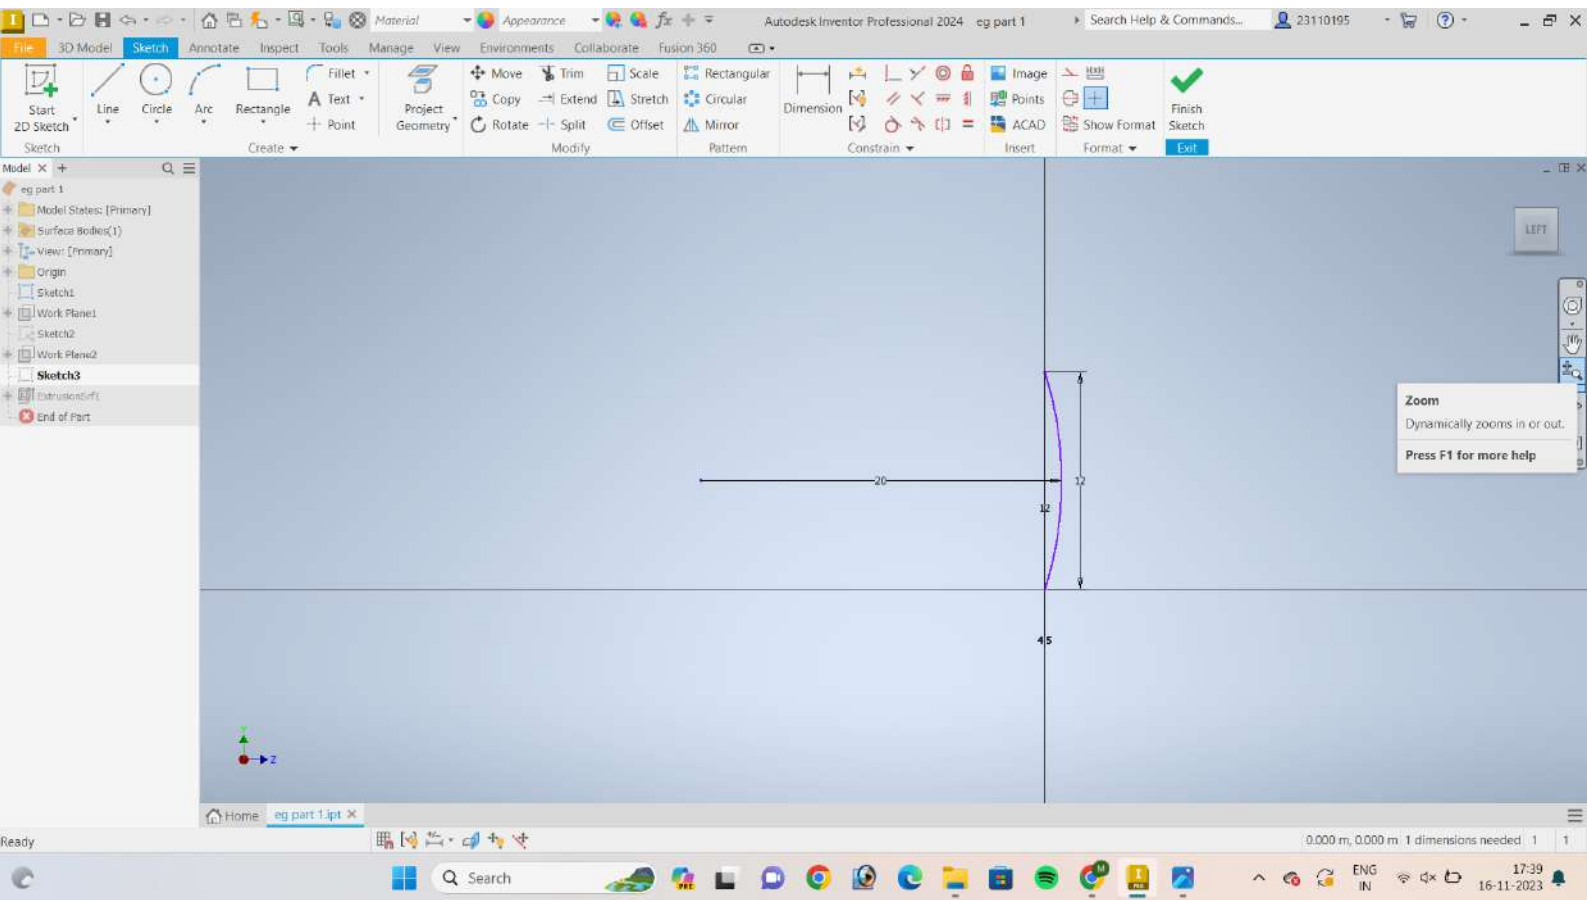 Material Appearance fx Autodesk Inventor Professional 2024 eg part 1 Search Help & Commands... 23110195
File 3D Model Sketch Annotate Inspect Tools Manage View Environments Collaborate Fusion 360
Start
2D Sketch
Line Circle Arc Rectangle
Fillet
A Text
Point
Project
Geometry
Move Trim Scale
Copy Extend Stretch
Rotate Split Offset
Rectangular
Circular
Mirror
Dimension
Image
Points
ACAD
Show Format
Finish
Sketch
Sketch Create Modify Pattern Constrain Insert Format Exit
Model
eg part 1
Model States: [Primary]
Surface Bodies(1)
View: [Primary]
Origin
Sketch1
Work Plane1
Sketch2
Work Plane2
Sketch3
ExtrusionSrf1
End of Part
LEFT
Zoom
Dynamically zooms in or out.
Press F1 for more help
20
12
12
45
Y
Z
Home eg part 1.ipt
Ready
0.000 m, 0.000 m 1 dimensions needed 1 1
Search
ENG
IN
17:39
16-11-2023